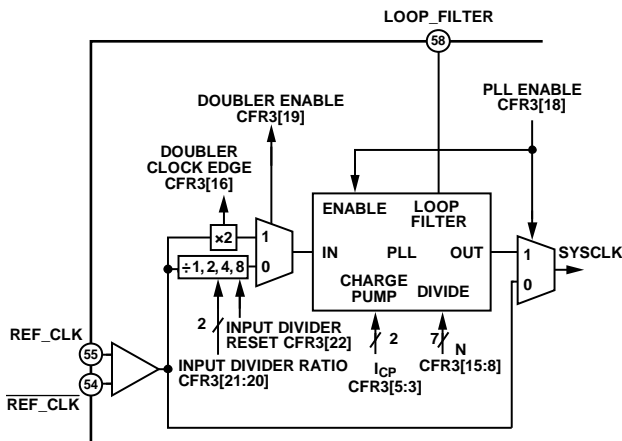 LOOP_FILTER
58
DOUBLER ENABLE
CFR3[19]
PLL ENABLE
CFR3[18]
DOUBLER
CLOCK EDGE
CFR3[16]
ENABLE
LOOP
FILTER
×2
1
IN
PLL
OUT
1
SYSCLK
÷1, 2, 4, 8
0
0
CHARGE
PUMP
DIVIDE
2
INPUT DIVIDER
RESET CFR3[22]
2
7
REF_CLK
55
INPUT DIVIDER RATIO
CFR3[21:20]
ICP
CFR3[5:3]
N
CFR3[15:8]
54
REF_CLK